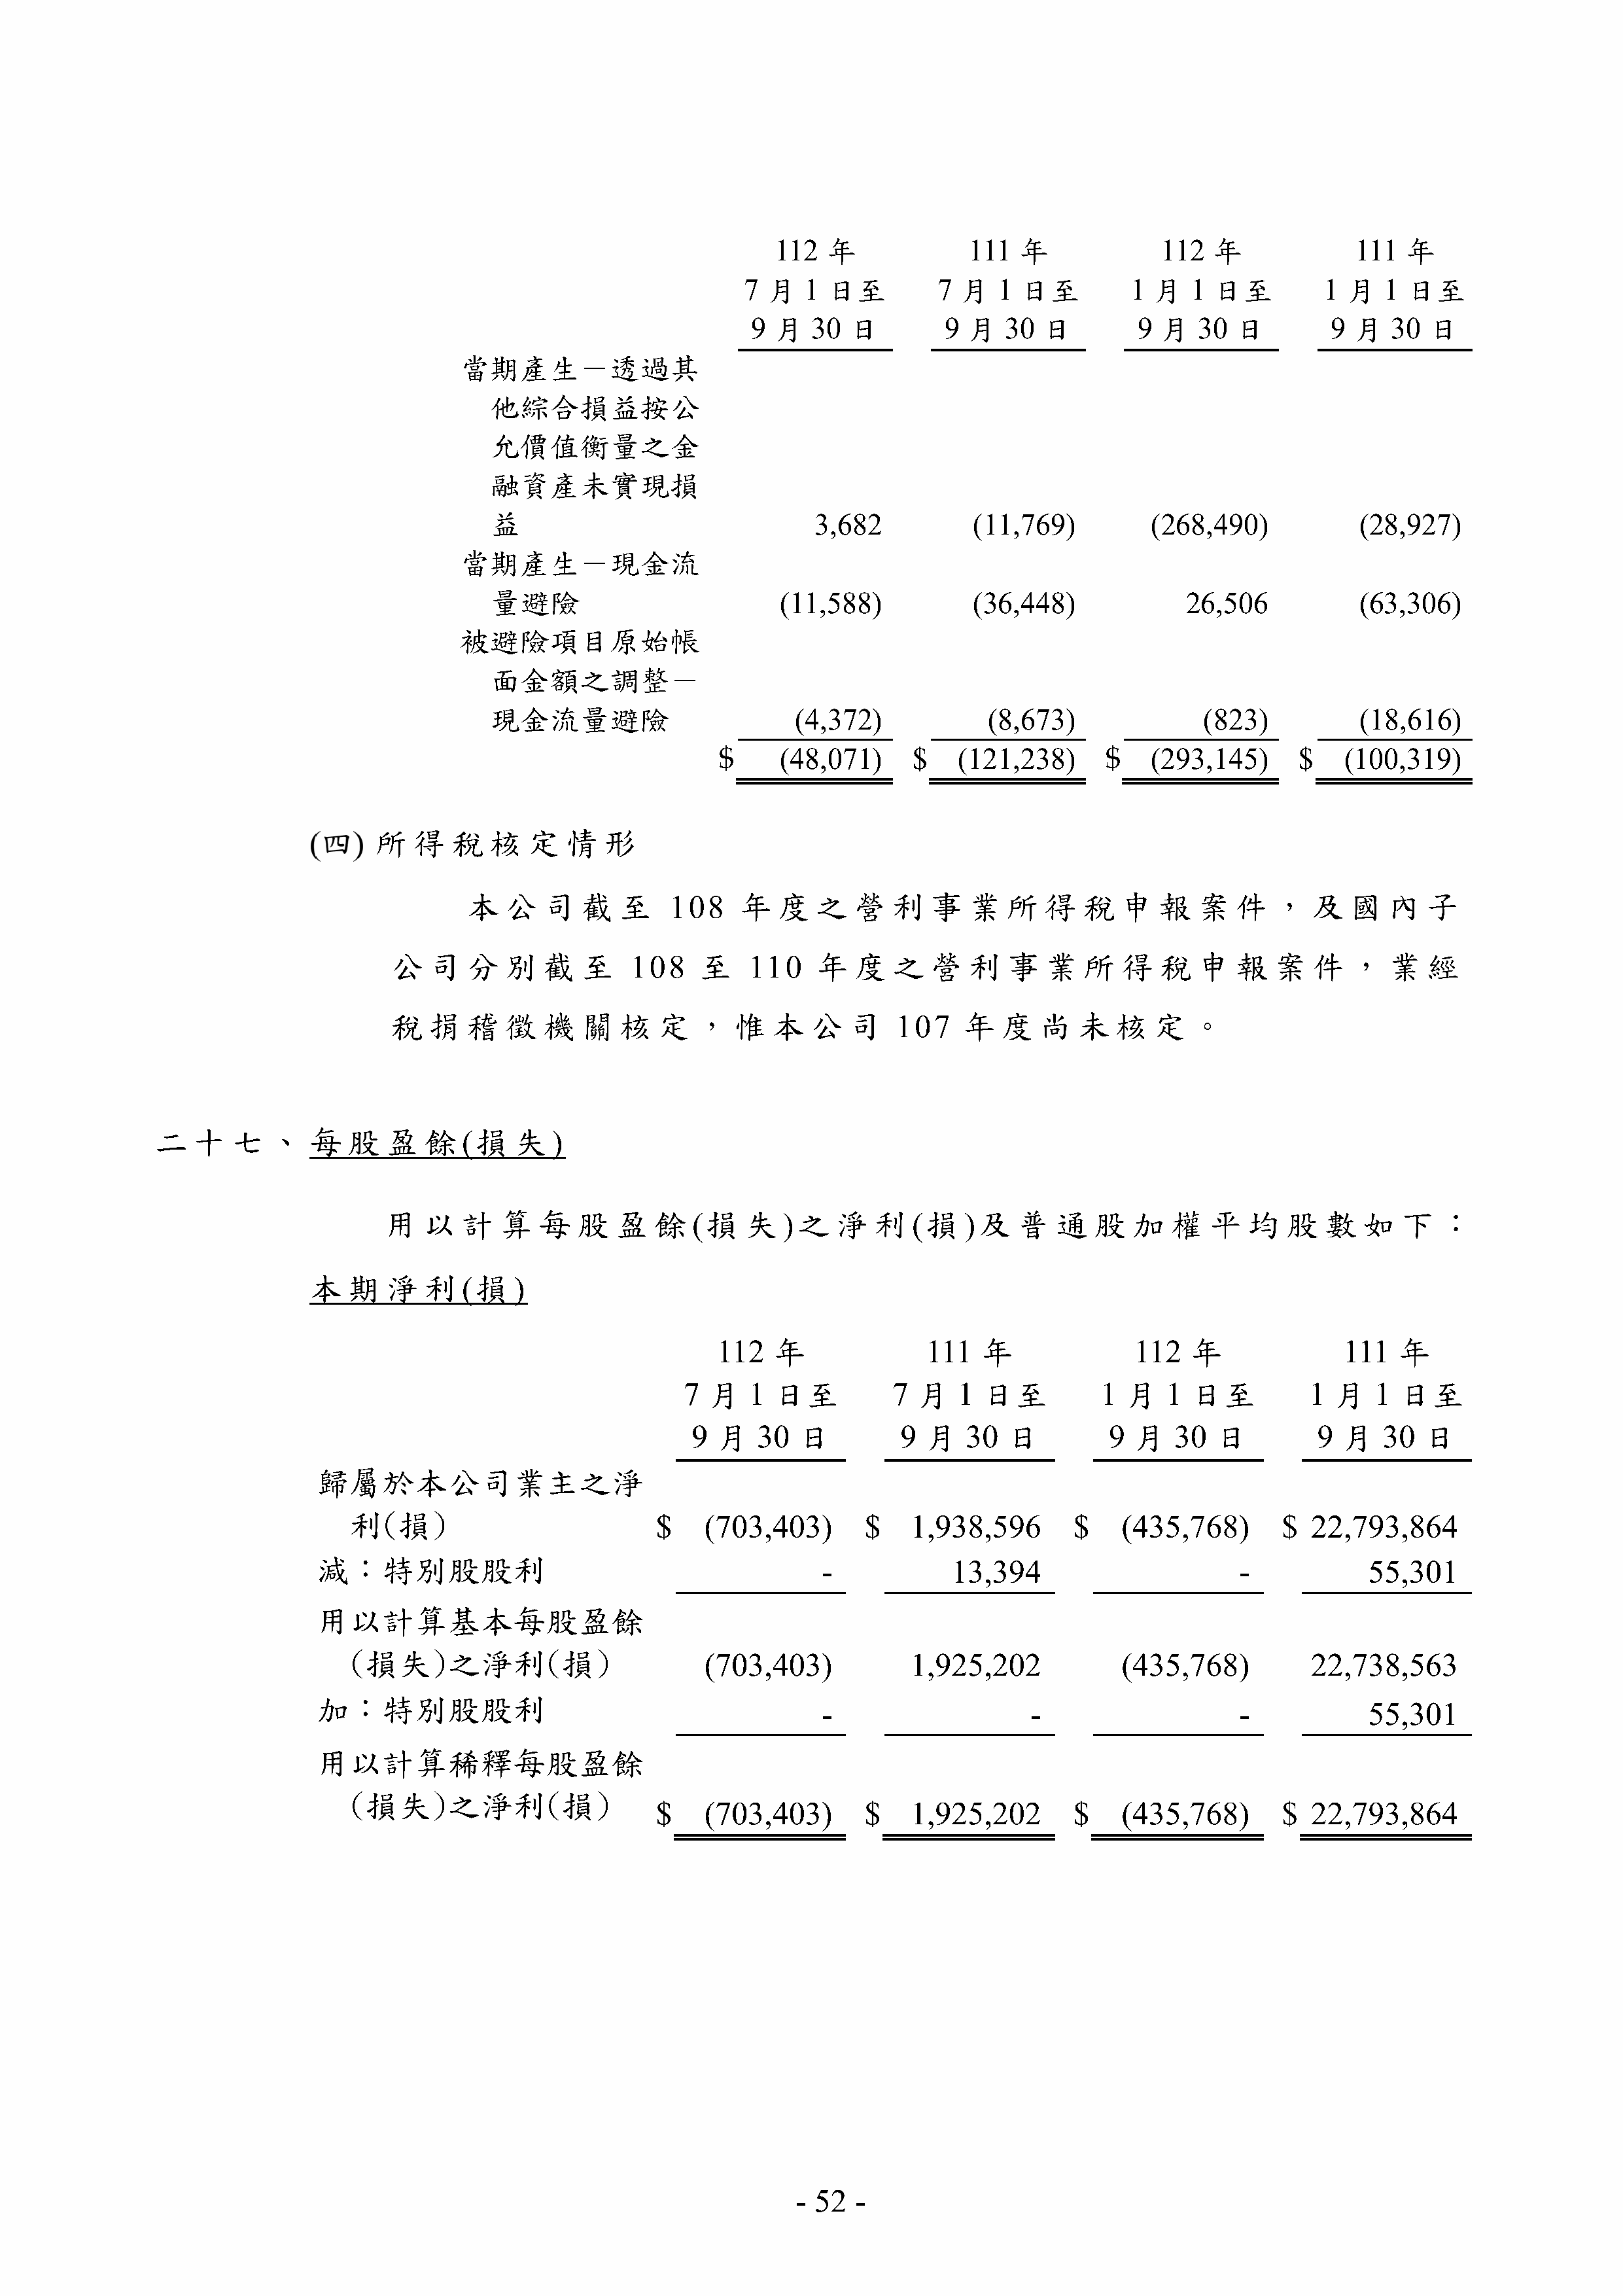 112 年 111 年 112 年 111 年
7 月 1 日至 7 月 1 日至 1 月 1 日至 1 月 1 日至
9 月 30 日 9 月 30 日 9 月 30 日 9 月 30 日
當期產生－透過其
他綜合損益按公
允價值衡量之金
融資產未實現損
益 3,682 (11,769) (268,490) (28,927)
當期產生－現金流
量避險 (11,588) (36,448) 26,506 (63,306)
被避險項目原始帳
面金額之調整－
現金流量避險 (4,372) (8,673) (823) (18,616)
$ (48,071) $ (121,238) $ (293,145) $ (100,319)
(四) 所得稅核定情形
本公司截至 108 年度之營利事業所得稅申報案件，及國內子
公司分別截至 108 至 110 年度之營利事業所得稅申報案件，業經
稅捐稽徵機關核定，惟本公司 107 年度尚未核定。
二十七、每股盈餘(損失)
用以計算每股盈餘(損失)之淨利(損)及普通股加權平均股數如下：
本期淨利(損)
112 年 111 年 112 年 111 年
7 月 1 日至 7 月 1 日至 1 月 1 日至 1 月 1 日至
9 月 30 日 9 月 30 日 9 月 30 日 9 月 30 日
歸屬於本公司業主之淨
利(損) $ (703,403) $ 1,938,596 $ (435,768) $ 22,793,864
減：特別股股利 - 13,394 - 55,301
用以計算基本每股盈餘
(損失)之淨利(損) (703,403) 1,925,202 (435,768) 22,738,563
加：特別股股利 - - - 55,301
用以計算稀釋每股盈餘
(損失)之淨利(損) $ (703,403) $ 1,925,202 $ (435,768) $ 22,793,864
- 52 -